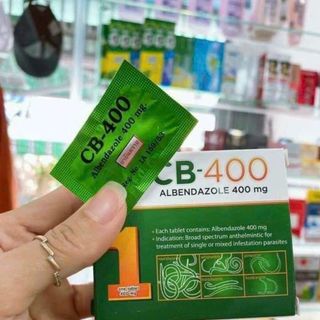 CB-400
Albendazole 400 mg
CB-400
ALBENDAZOLE 400 mg
• Each tablet contains: Albendazole 400 mg
• Indication: Broad spectrum anthelmintic for
treatment of single or mixed infestation parasites
1